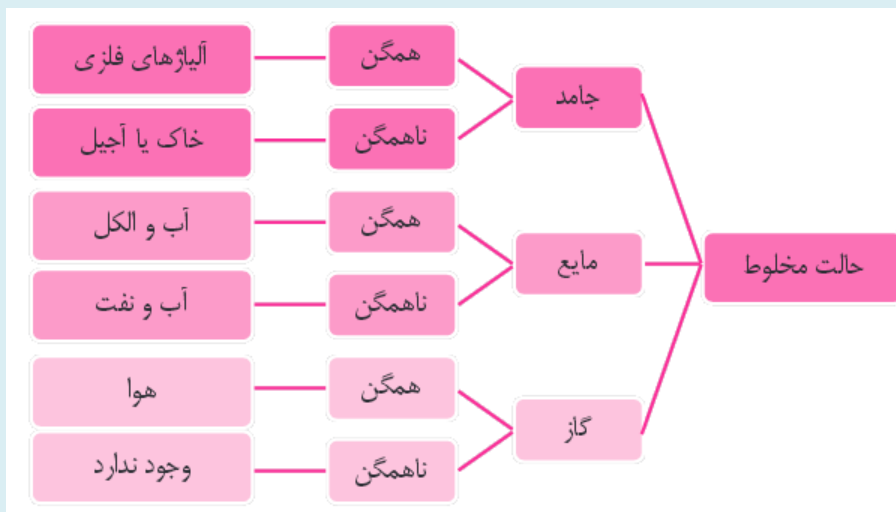 حالت مخلوط
جامد
همگن
آلیاژهای فلزی
ناهمگن
خاک یا آجیل
مایع
همگن
آب و الکل
ناهمگن
آب و نفت
گاز
همگن
هوا
ناهمگن
وجود ندارد